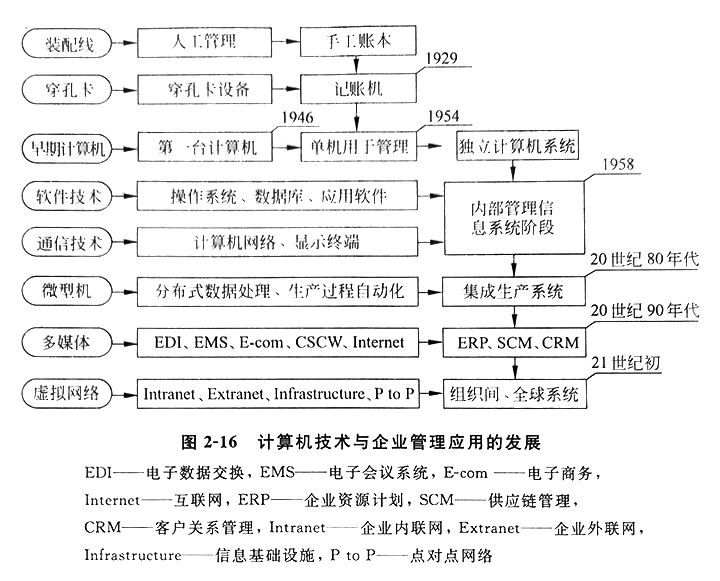 装配线 人工管理 手工账本
1929
穿孔卡 穿孔卡设备 记账机
1946 1954
早期计算机 第一台计算机 单机用于管理 独立计算机系统
1958
软件技术 操作系统、数据库、应用软件
内部管理信
息系统阶段
通信技术 计算机网络、显示终端
20世纪80年代
微型机 分布式数据处理、生产过程自动化 集成生产系统
20世纪90年代
多媒体 EDI、EMS、E-com、CSCW、Internet ERP、SCM、CRM
21世纪初
虚拟网络 Intranet、Extranet、Infrastructure、P to P 组织间、全球系统
图 2-16 计算机技术与企业管理应用的发展
EDI——电子数据交换，EMS——电子会议系统，E-com——电子商务，
Internet——互联网，ERP——企业资源计划，SCM——供应链管理，
CRM——客户关系管理，Intranet——企业内联网，Extranet——企业外联网，
Infrastructure——信息基础设施，P to P——点对点网络